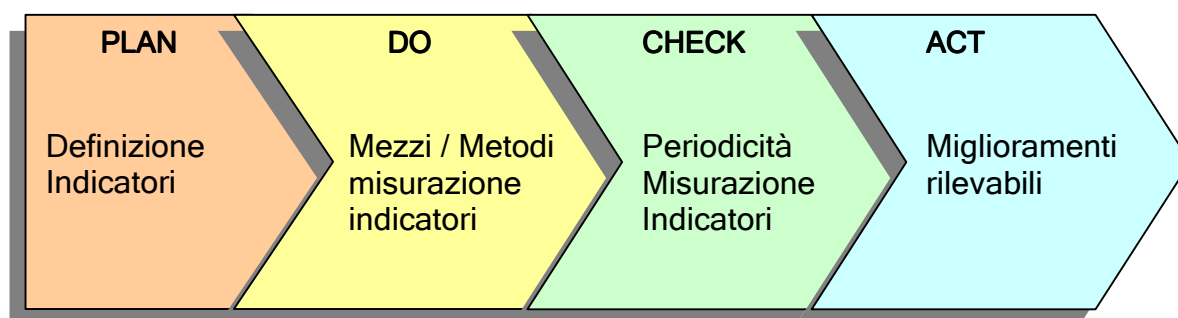 PLAN
Definizione
Indicatori
DO
Mezzi / Metodi
misurazione
indicatori
CHECK
Periodicità
Misurazione
Indicatori
ACT
Miglioramenti
rilevabili